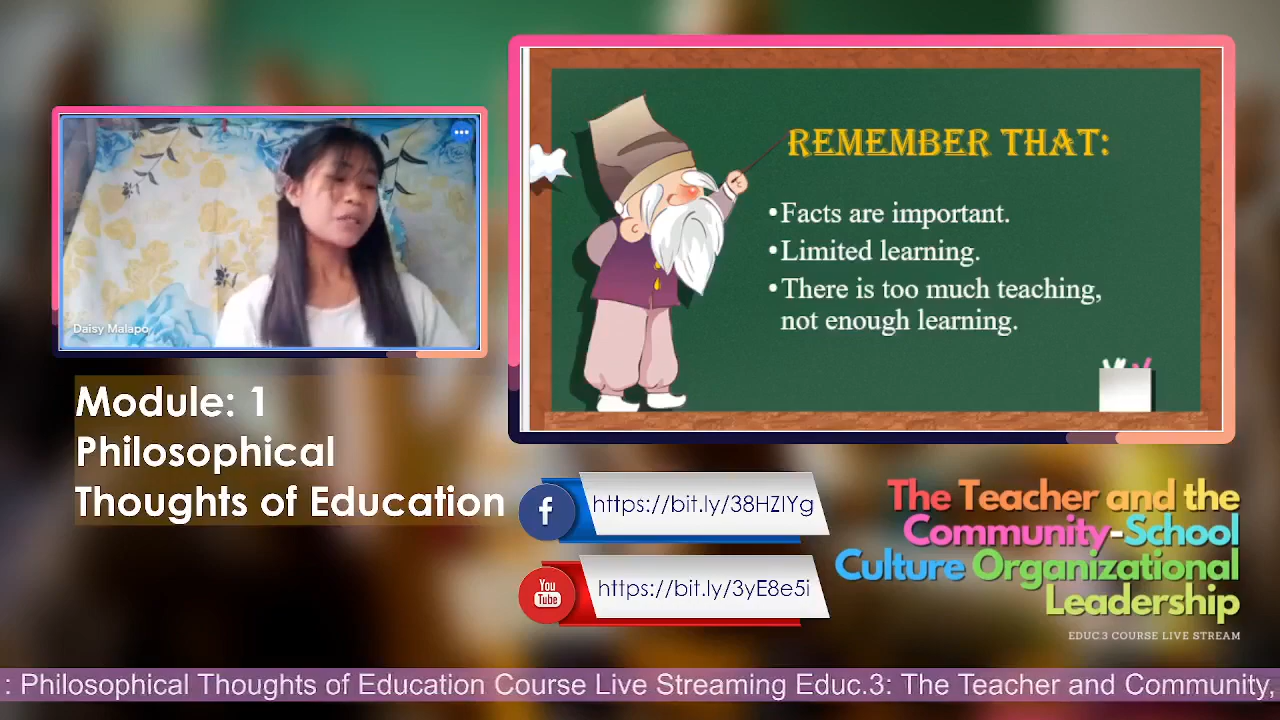 REMEMBER THAT:
•Facts are important.
•Limited learning.
•There is too much teaching,
not enough learning.
Daisy Malapo
Module: 1
Philosophical
Thoughts of Education
f
https://bit.ly/38HZIYg
You
Tube
https://bit.ly/3yE8e5i
The Teacher and the
Community-School
Culture Organizational
Leadership
EDUC.3 COURSE LIVE STREAM
: Philosophical Thoughts of Education Course Live Streaming Educ.3: The Teacher and Community,